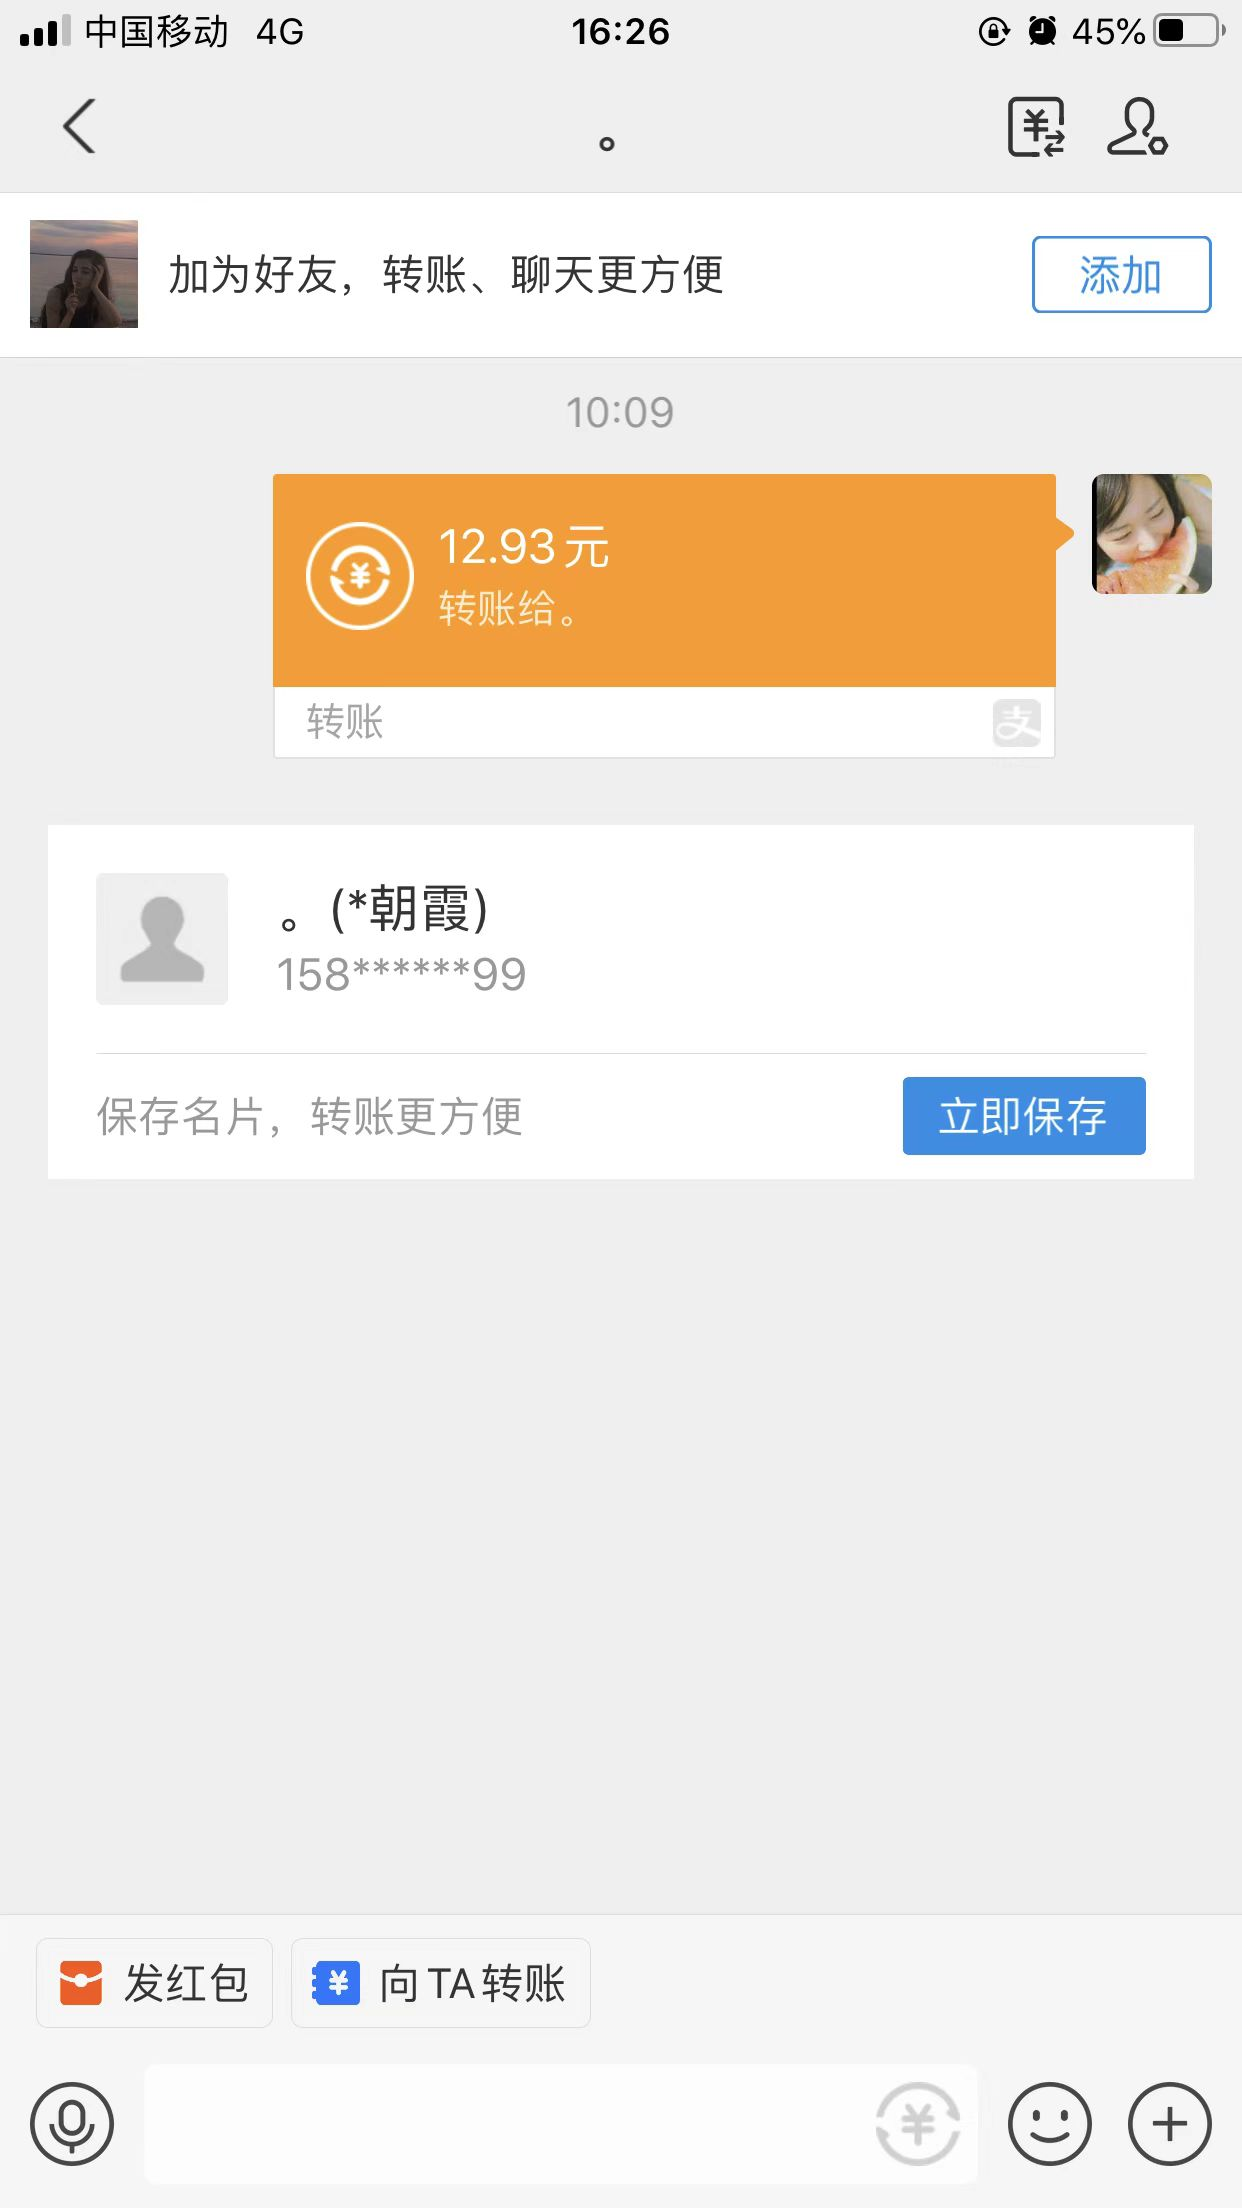 中国移动 4G 16:26 45%
。
加为好友，转账、聊天更方便 添加
10:09
12.93元
转账给。
转账 支
。(*朝霞)
158******99
保存名片，转账更方便 立即保存
发红包 向TA转账